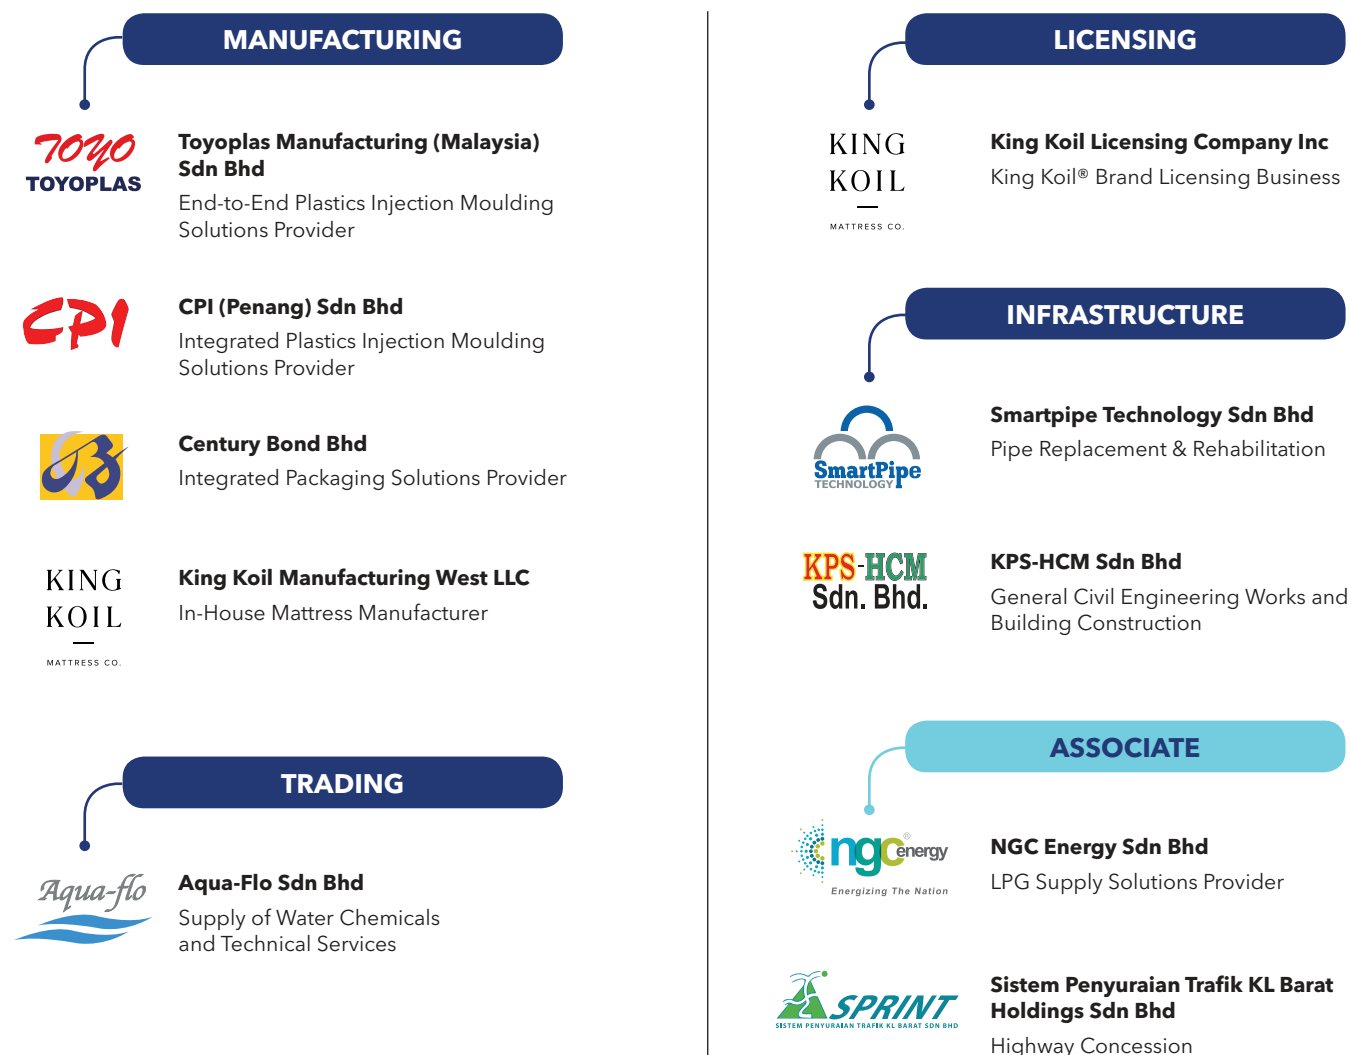 MANUFACTURING
TOYO
TOYOPLAS
Toyoplas Manufacturing (Malaysia)
Sdn Bhd
End-to-End Plastics Injection Moulding
Solutions Provider
CPI
CPI (Penang) Sdn Bhd
Integrated Plastics Injection Moulding
Solutions Provider
Century Bond Bhd
Integrated Packaging Solutions Provider
KING
KOIL
MATTRESS CO.
King Koil Manufacturing West LLC
In-House Mattress Manufacturer
TRADING
Aqua-flo
Aqua-Flo Sdn Bhd
Supply of Water Chemicals
and Technical Services
LICENSING
KING
KOIL
MATTRESS CO.
King Koil Licensing Company Inc
King Koil® Brand Licensing Business
INFRASTRUCTURE
SmartPipe
TECHNOLOGY
Smartpipe Technology Sdn Bhd
Pipe Replacement & Rehabilitation
KPS-HCM
Sdn. Bhd.
KPS-HCM Sdn Bhd
General Civil Engineering Works and
Building Construction
ASSOCIATE
ngc energy®
Energizing The Nation
NGC Energy Sdn Bhd
LPG Supply Solutions Provider
SPRINT
SISTEM PENYURAIAN TRAFIK KL BARAT SDN BHD
Sistem Penyuraian Trafik KL Barat
Holdings Sdn Bhd
Highway Concession